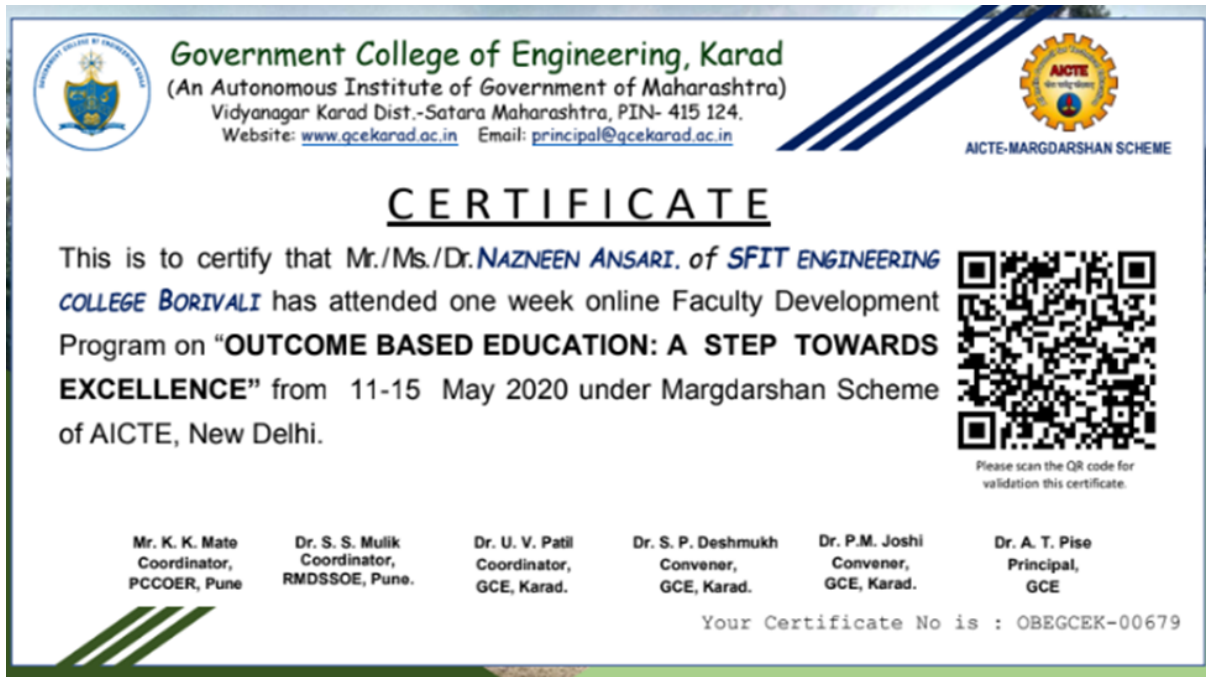 Government College of Engineering, Karad
(An Autonomous Institute of Government of Maharashtra)
Vidyanagar Karad Dist.-Satara Maharashtra, PIN- 415 124.
Website: www.gcekarad.ac.in Email: principal@gcekarad.ac.in
AICTE
AICTE-MARGDARSHAN SCHEME
CERTIFICATE
This is to certify that Mr./Ms./Dr. NAZNEEN ANSARI. of SFIT ENGINEERING
COLLEGE BORIVALI has attended one week online Faculty Development
Program on “OUTCOME BASED EDUCATION: A STEP TOWARDS
EXCELLENCE” from 11-15 May 2020 under Margdarshan Scheme
of AICTE, New Delhi.
Please scan the QR code for
validation this certificate.
Mr. K. K. Mate
Coordinator,
PCCOER, Pune
Dr. S. S. Mulik
Coordinator,
RMDSSOE, Pune.
Dr. U. V. Patil
Coordinator,
GCE, Karad.
Dr. S. P. Deshmukh
Convener,
GCE, Karad.
Dr. P.M. Joshi
Convener,
GCE, Karad.
Dr. A. T. Pise
Principal,
GCE
Your Certificate No is : OBEGCEK-00679